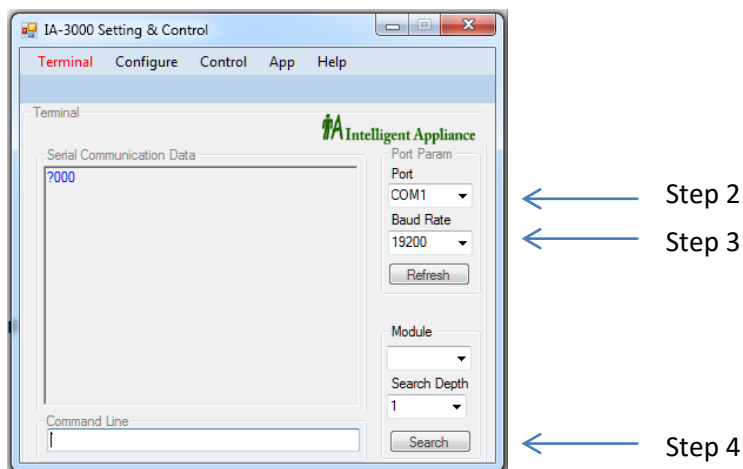 IA-3000 Setting & Control
Terminal Configure Control App Help
Terminal
IA Intelligent Appliance
Serial Communication Data
?000
Port Param
Port
COM1
Step 2
Baud Rate
19200
Step 3
Refresh
Module
Search Depth
1
Command Line
Search
Step 4